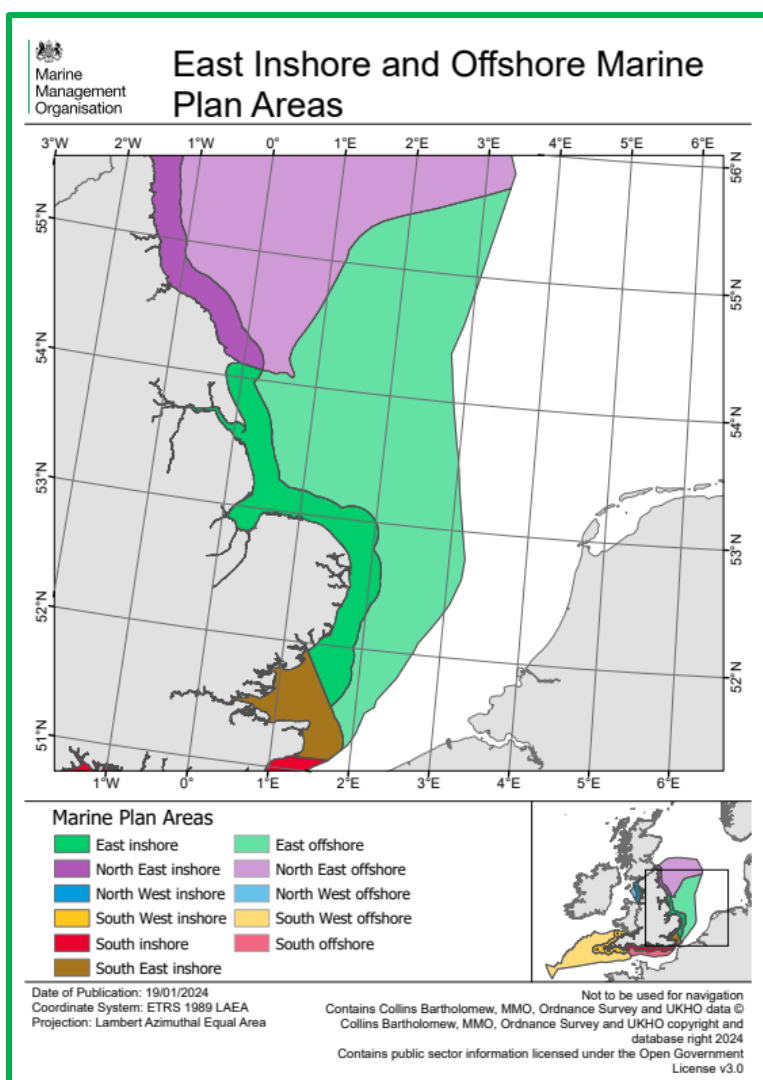 Marine
Management
Organisation
East Inshore and Offshore Marine
Plan Areas
3°W 2°W 1°W 0° 1°E 2°E 3°E 4°E 5°E 6°E
56°N
55°N
55°N
54°N
54°N
53°N
53°N
52°N
52°N
51°N
1°W 0° 1°E 2°E 3°E 4°E 5°E 6°E
Marine Plan Areas
East inshore East offshore
North East inshore North East offshore
North West inshore North West offshore
South West inshore South West offshore
South inshore South offshore
South East inshore
Date of Publication: 19/01/2024
Coordinate System: ETRS 1989 LAEA
Projection: Lambert Azimuthal Equal Area
Not to be used for navigation
Contains Collins Bartholomew, MMO, Ordnance Survey and UKHO data ©
Collins Bartholomew, MMO, Ordnance Survey and UKHO copyright and
database right 2024
Contains public sector information licensed under the Open Government
License v3.0